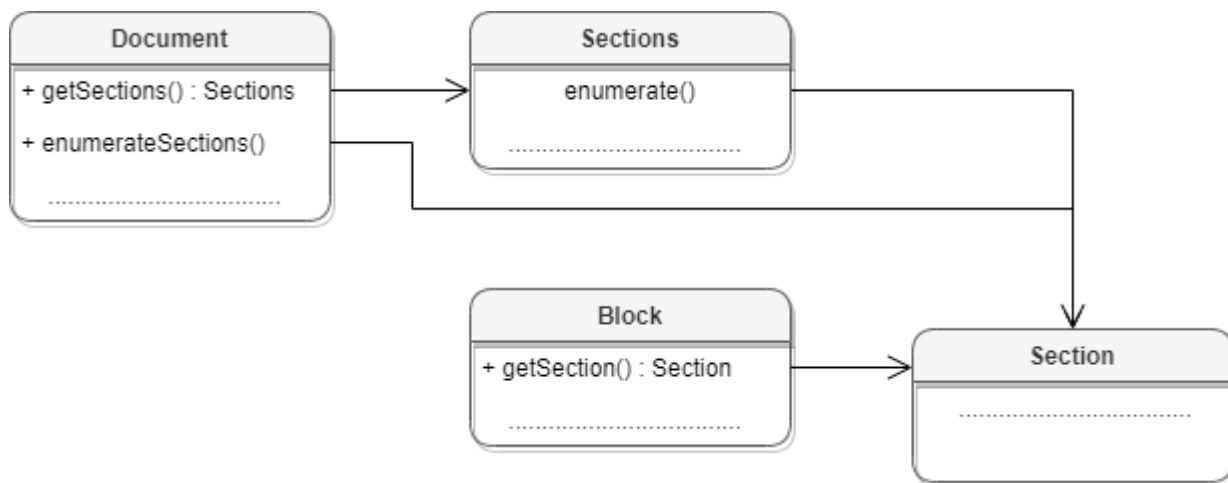 Document
+ getSections() : Sections
+ enumerateSections()
Sections
enumerate()
Block
+ getSection() : Section
Section